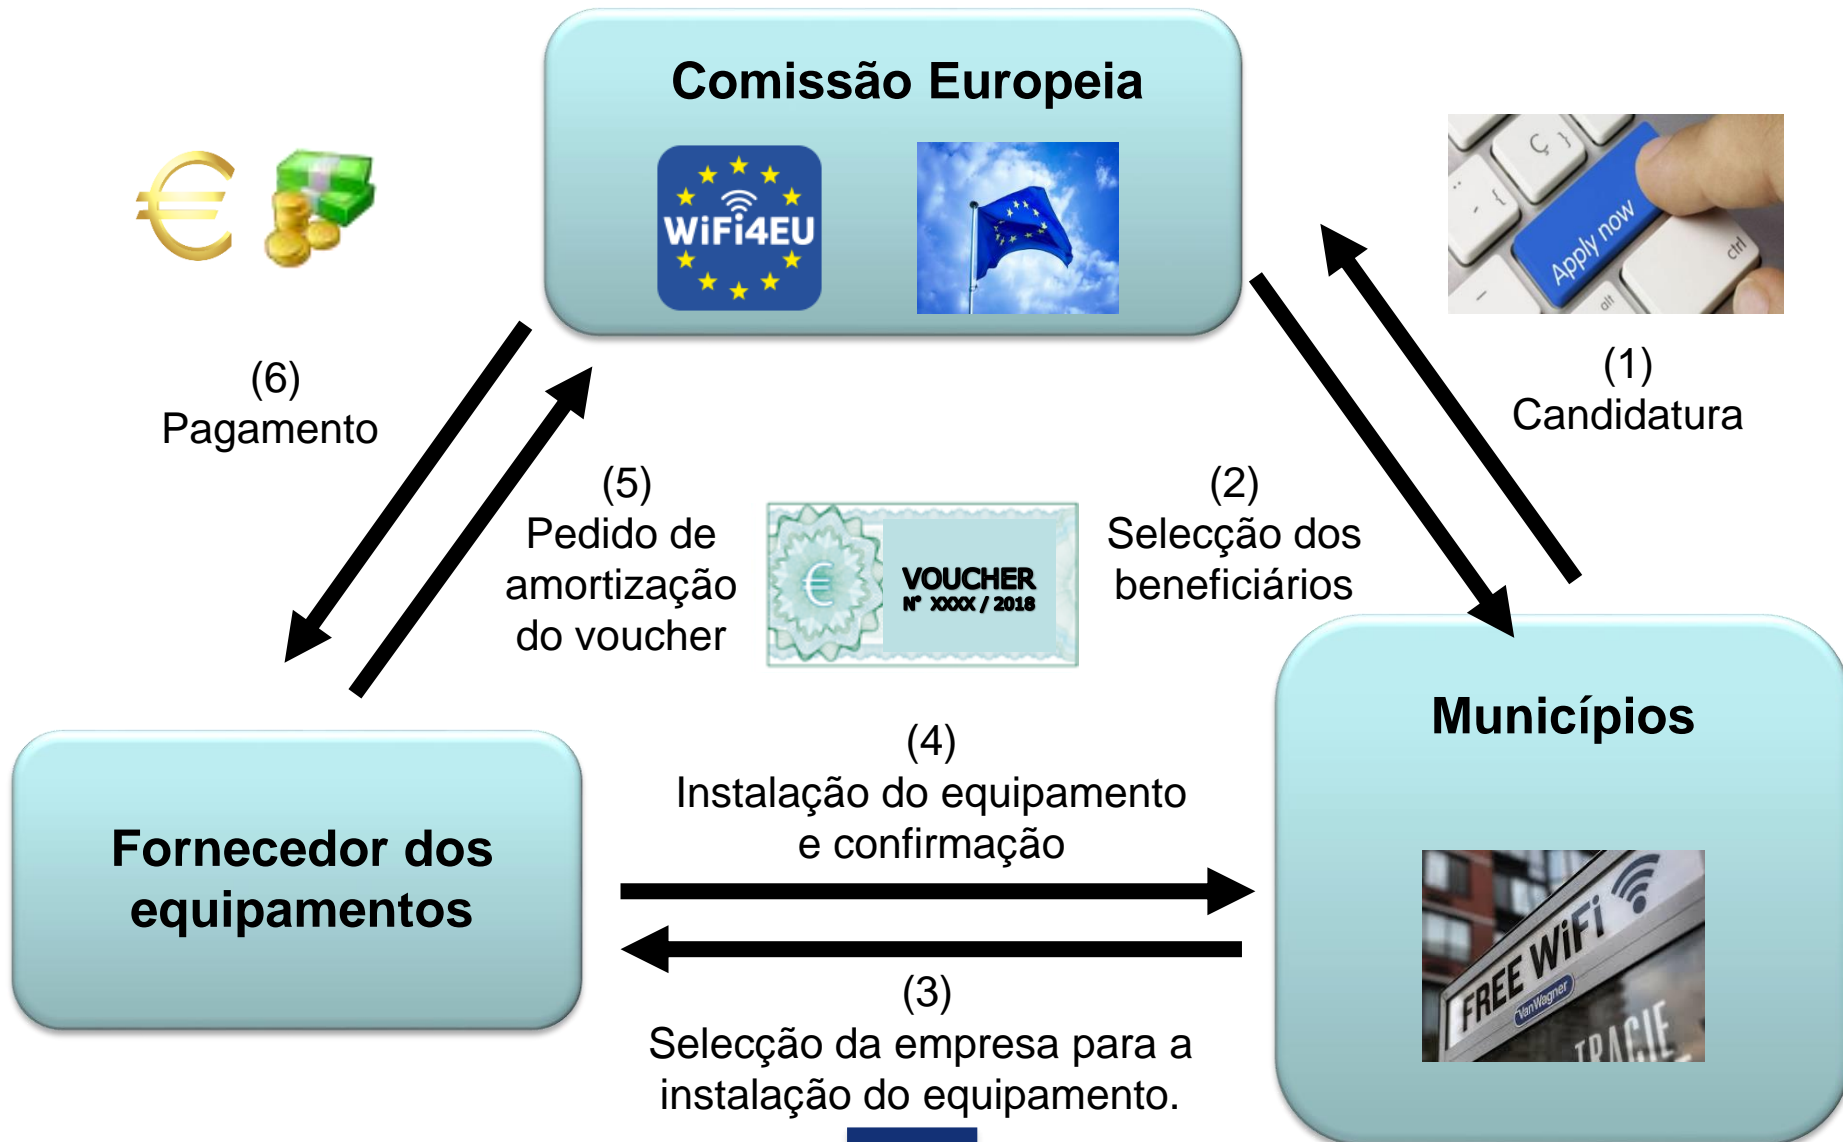 Comissão Europeia
WiFi4EU
Ç }
Apply now
ctrl
alt
(6)
Pagamento
(1)
Candidatura
(5)
Pedido de
amortização
do voucher
€
VOUCHER
N° XXXX / 2018
(2)
Selecção dos
beneficiários
Municípios
(4)
Instalação do equipamento
e confirmação
Fornecedor dos
equipamentos
FREE WiFi
VanWagner
TRACIE
(3)
Selecção da empresa para a
instalação do equipamento.